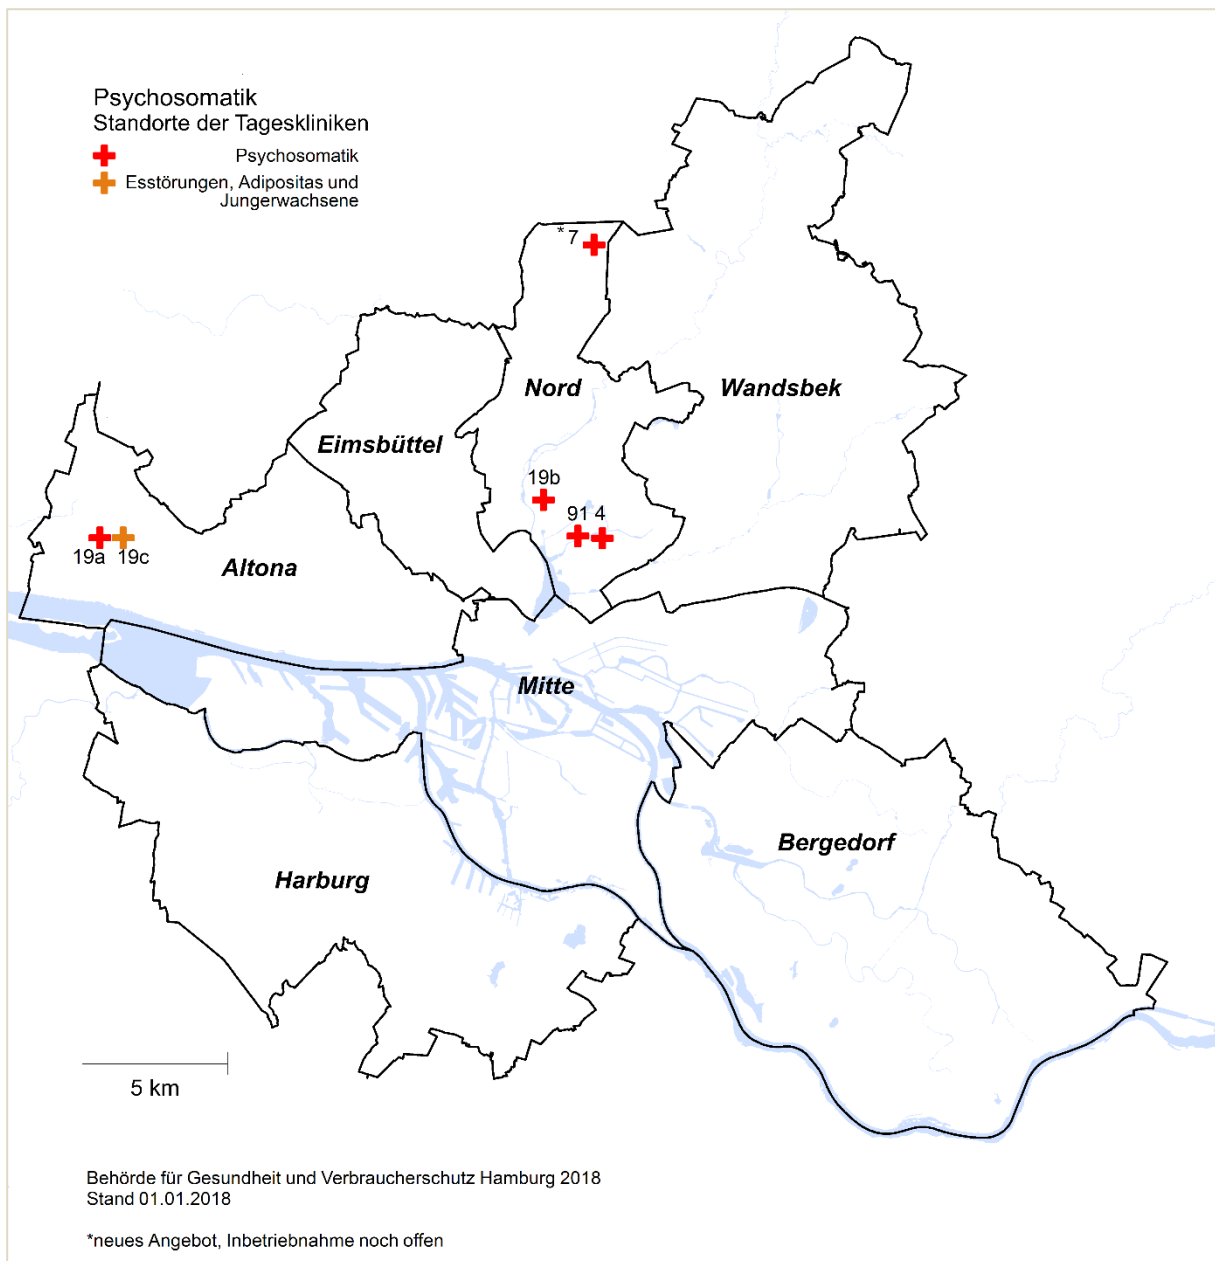 Psychosomatik
Standorte der Tageskliniken
Psychosomatik
Esstörungen, Adipositas und
Jungerwachsene
* 7
Nord
Wandsbek
Eimsbüttel
19b
91 4
19a 19c
Altona
Mitte
Bergedorf
Harburg
5 km
Behörde für Gesundheit und Verbraucherschutz Hamburg 2018
Stand 01.01.2018
*neues Angebot, Inbetriebnahme noch offen